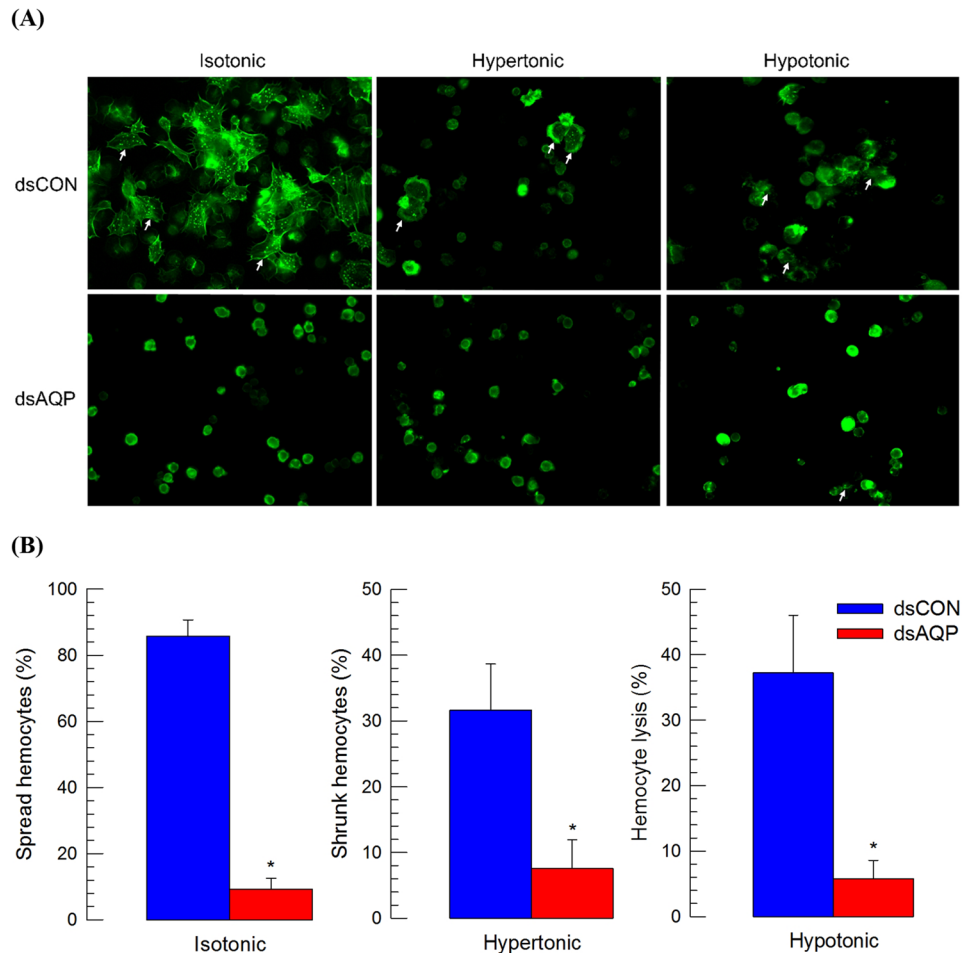 (A)
Isotonic Hypertonic Hypotonic
dsCON
dsAQP
(B)
Spread hemocytes (%)
100
80
60
40
20
0
*
Isotonic
Shrunk hemocytes (%)
50
40
30
20
10
0
*
Hypertonic
Hemocyte lysis (%)
50
40
30
20
10
0
*
Hypotonic
dsCON
dsAQP